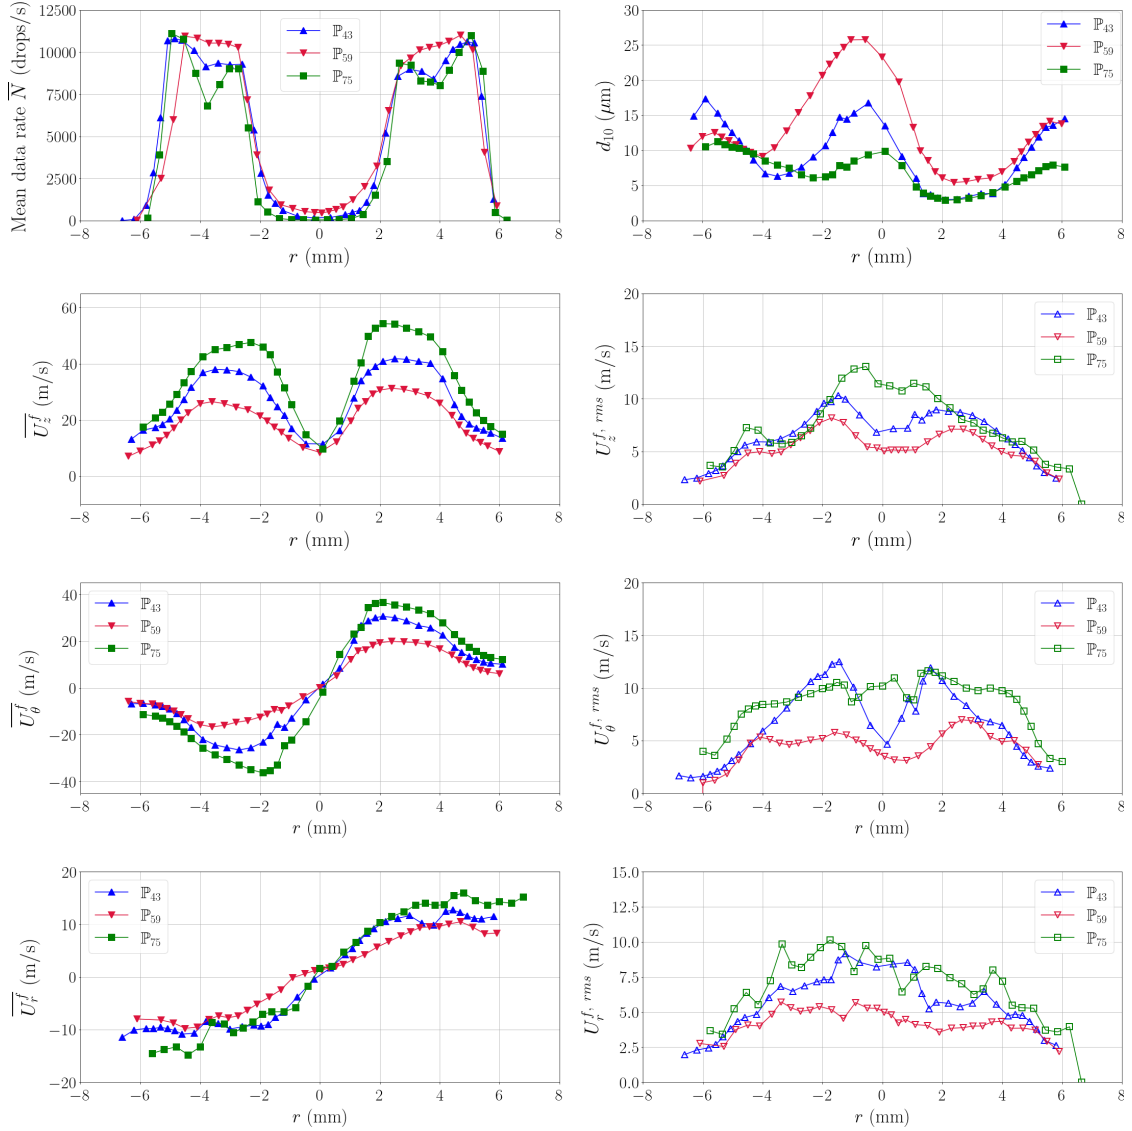 Mean data rate N̅ (drops/s)
12500
10000
7500
5000
2500
0
−8 −6 −4 −2 0 2 4 6 8
r (mm)
ℙ₄₃
ℙ₅₉
ℙ₇₅
d₁₀ (μm)
30
25
20
15
10
5
0
−8 −6 −4 −2 0 2 4 6 8
r (mm)
ℙ₄₃
ℙ₅₉
ℙ₇₅
U_z^f (m/s)
60
40
20
0
−8 −6 −4 −2 0 2 4 6 8
r (mm)
U_z^{f, rms} (m/s)
20
15
10
5
0
−8 −6 −4 −2 0 2 4 6 8
r (mm)
ℙ₄₃
ℙ₅₉
ℙ₇₅
U_θ^f (m/s)
40
20
0
−20
−40
−8 −6 −4 −2 0 2 4 6 8
r (mm)
ℙ₄₃
ℙ₅₉
ℙ₇₅
U_θ^{f, rms} (m/s)
20
15
10
5
0
−8 −6 −4 −2 0 2 4 6 8
r (mm)
ℙ₄₃
ℙ₅₉
ℙ₇₅
U_r^f (m/s)
20
10
0
−10
−20
−8 −6 −4 −2 0 2 4 6 8
r (mm)
ℙ₄₃
ℙ₅₉
ℙ₇₅
U_r^{f, rms} (m/s)
15.0
12.5
10.0
7.5
5.0
2.5
0.0
−8 −6 −4 −2 0 2 4 6 8
r (mm)
ℙ₄₃
ℙ₅₉
ℙ₇₅